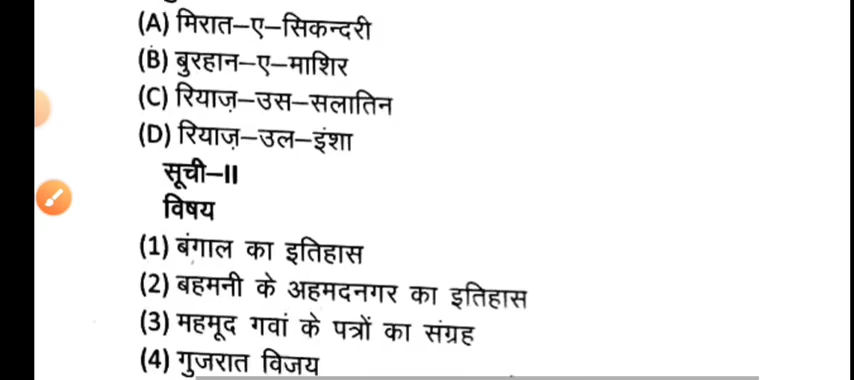 (A) मिरात–ए–सिकन्दरी
(B) बुरहान–ए–माशिर
(C) रियाज़–उस–सलातिन
(D) रियाज़–उल–इंशा
सूची–II
विषय
(1) बंगाल का इतिहास
(2) बहमनी के अहमदनगर का इतिहास
(3) महमूद गवां के पत्रों का संग्रह
(4) गुजरात विजय